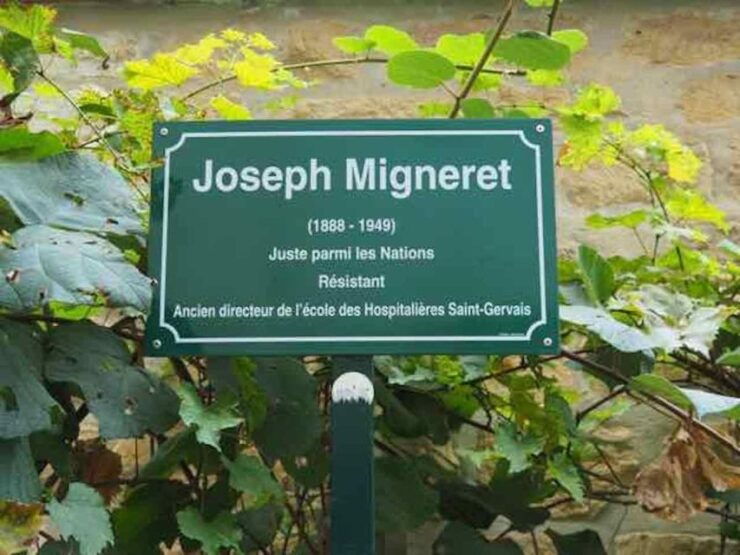 Joseph Migneret
(1888 - 1949)
Juste parmi les Nations
Résistant
Ancien directeur de l'école des Hospitalières Saint-Gervais